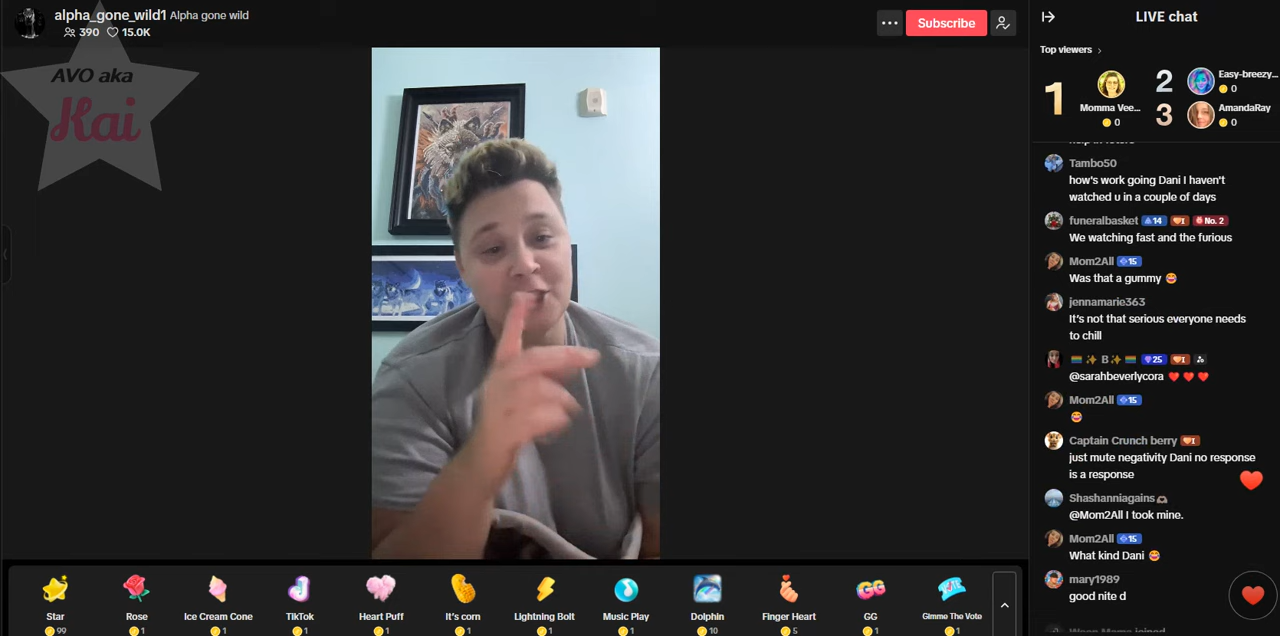 alpha_gone_wild1 Alpha gone wild
390 15.0K
Subscribe
AVO aka
Kai
LIVE chat
Top viewers
1
Momma Vee...
0
2
Easy-breezy...
0
3
AmandaRay
0
Tambo50
how's work going Dani I haven't
watched u in a couple of days
funeralbasket 14 I No. 2
We watching fast and the furious
Mom2All 15
Was that a gummy 
jennamarie363
It's not that serious everyone needs
to chill
B 25 I
@sarahbeverlycora
Mom2All 15
Captain Crunch berry I
just mute negativity Dani no response
is a response
Shashanniagains
@Mom2All I took mine.
Mom2All 15
What kind Dani
mary1989
good nite d
joined
Star
99
Rose
1
Ice Cream Cone
1
TikTok
1
Heart Puff
1
It's corn
1
Lightning Bolt
1
Music Play
1
Dolphin
10
Finger Heart
5
GG
GG
1
Gimme The Vote
1